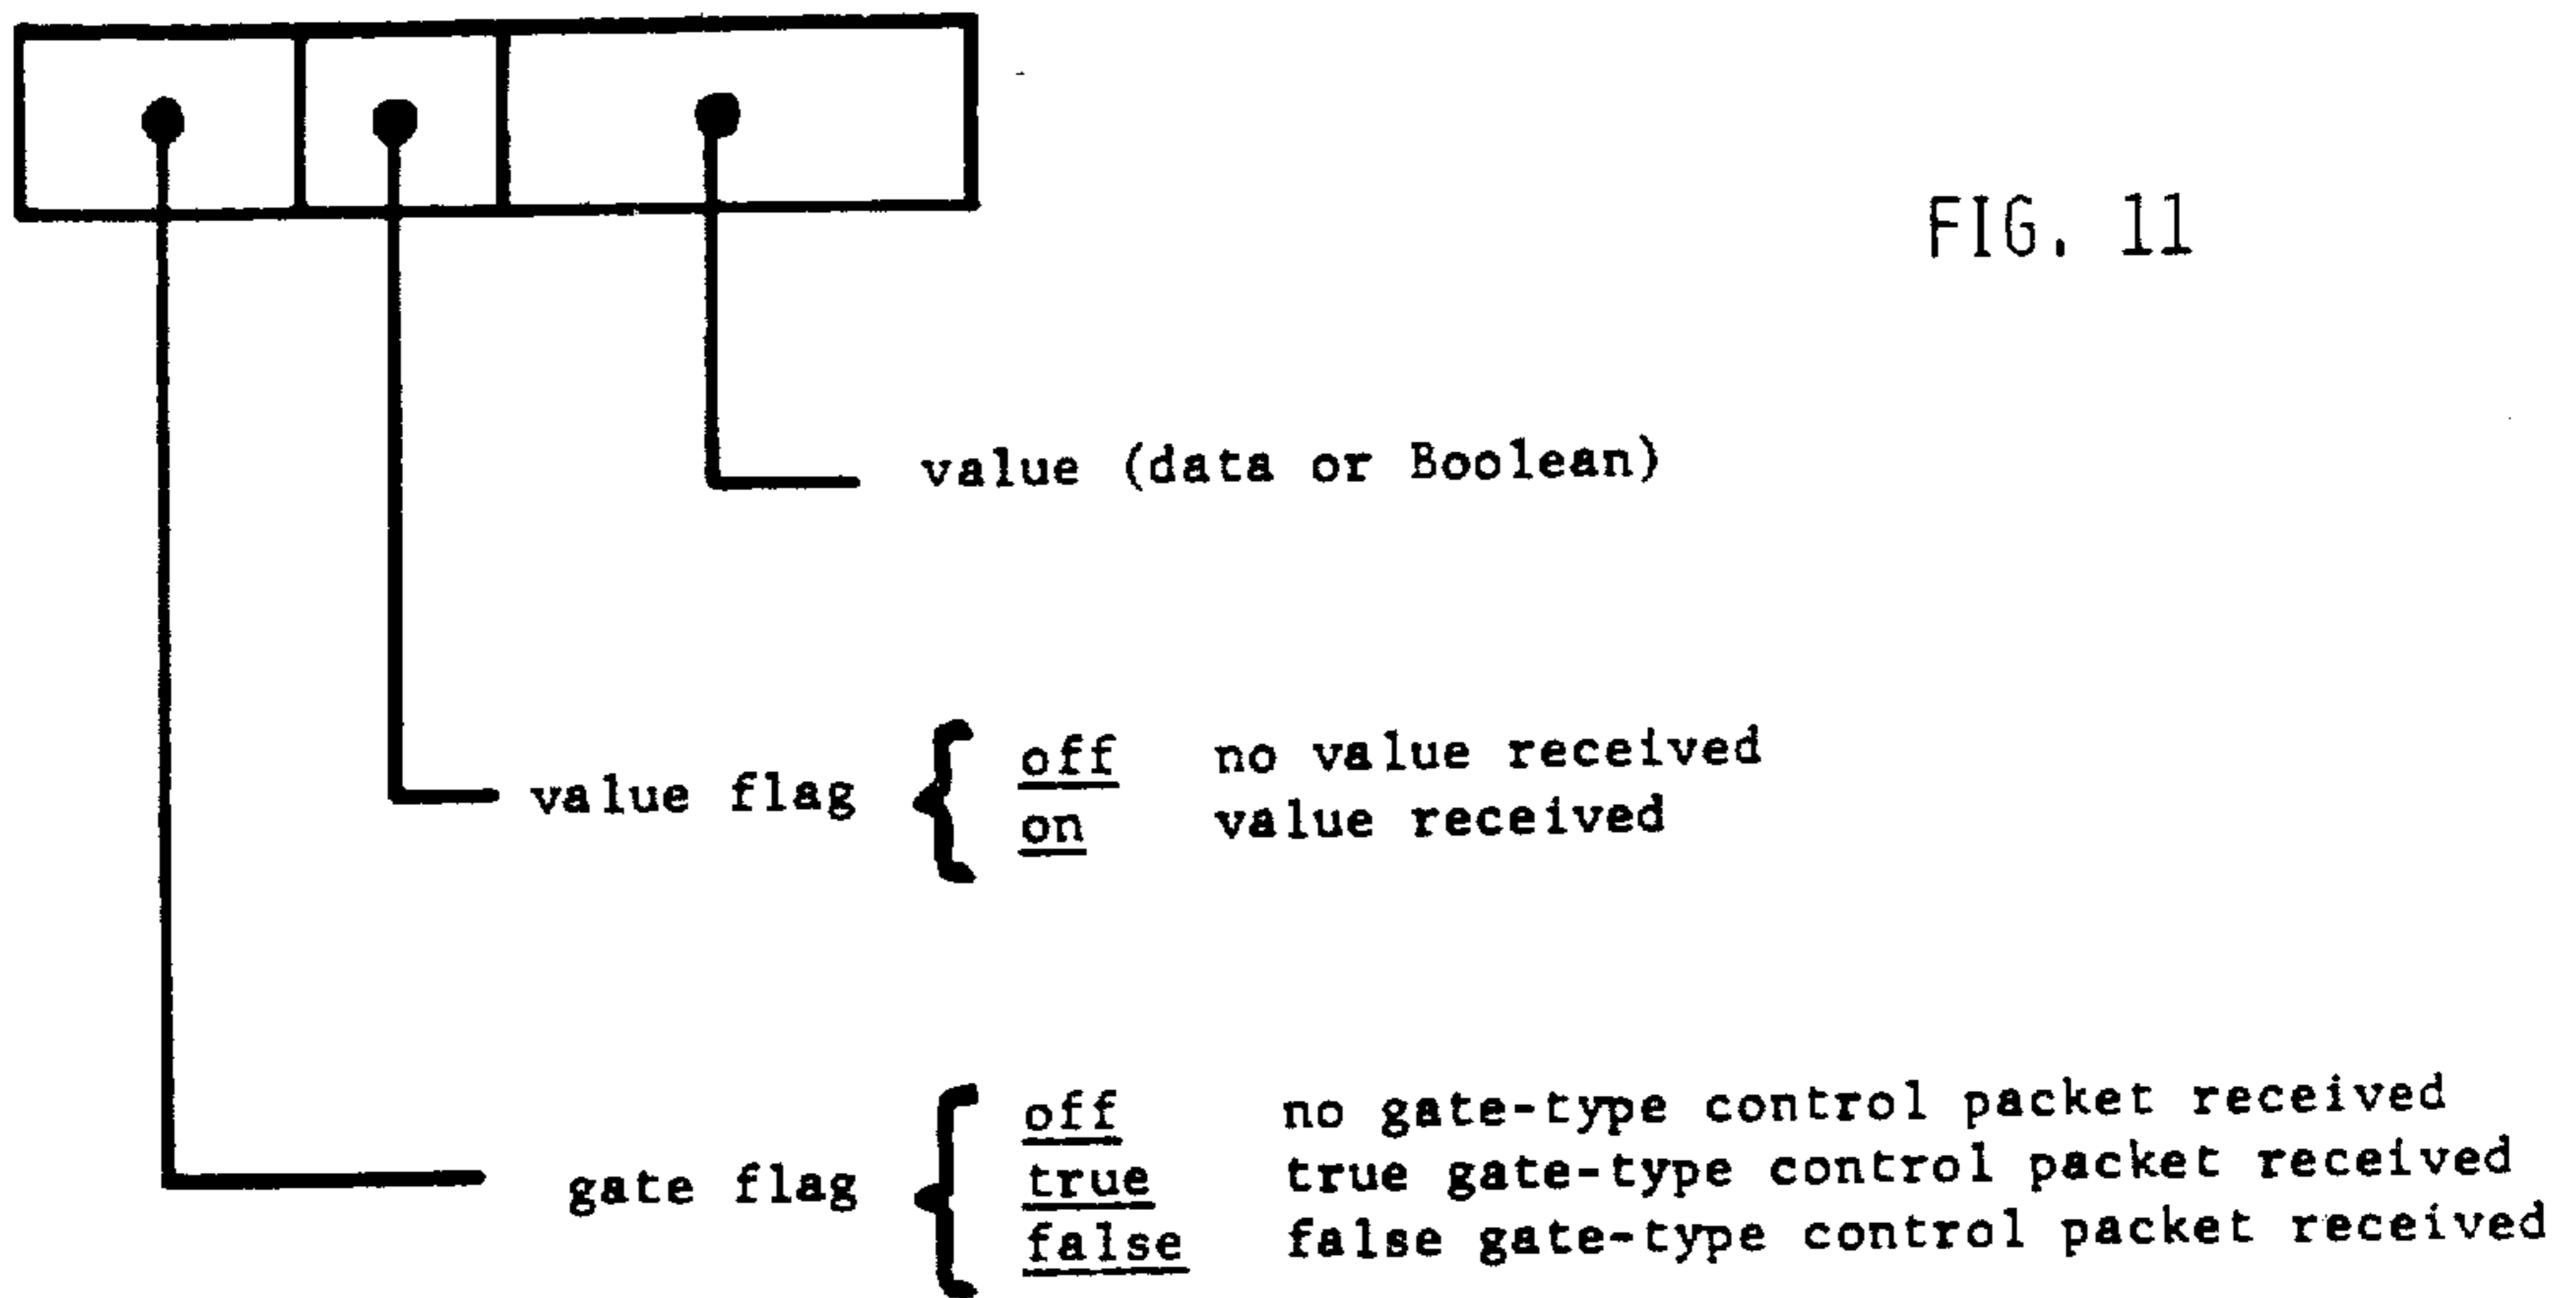 FIG. 11
value (data or Boolean)
value flag
off no value received
on value received
gate flag
off no gate-type control packet received
true true gate-type control packet received
false false gate-type control packet received